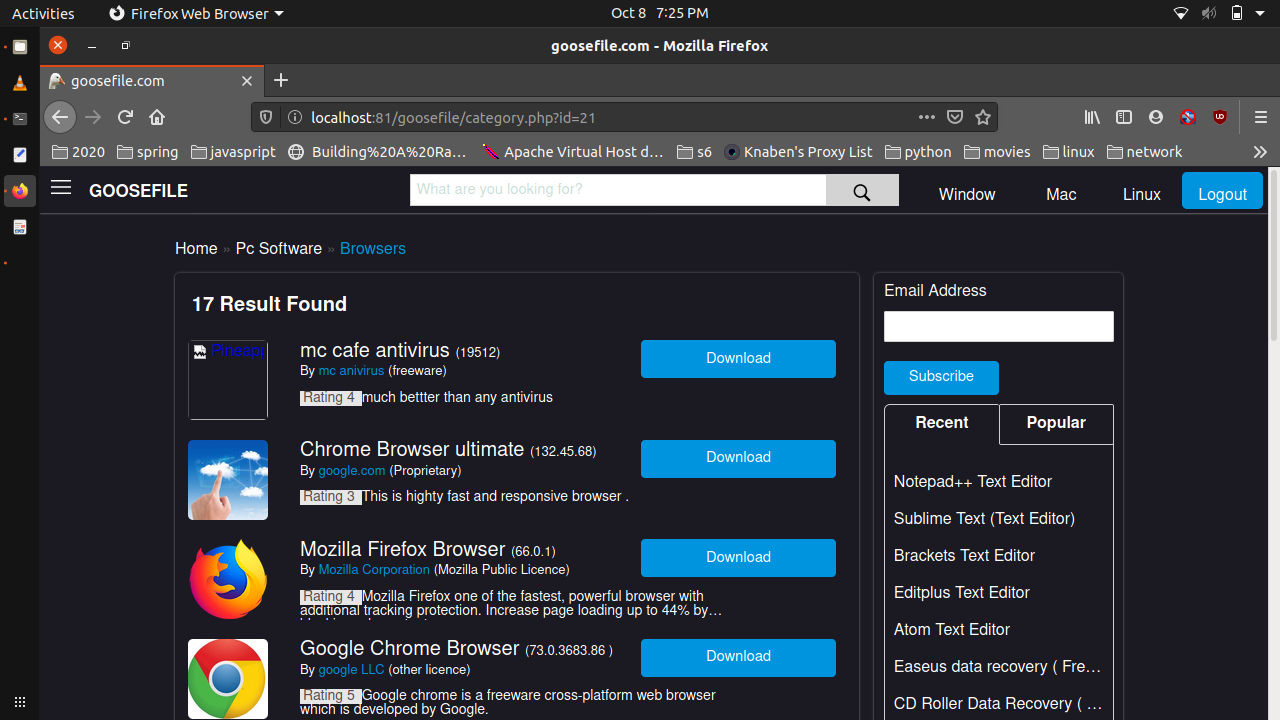 Activities
Firefox Web Browser
Oct 8 7:25 PM
goosefile.com - Mozilla Firefox
goosefile.com
localhost:81/goosefile/category.php?id=21
2020
spring
javascript
Building%20A%20Ra…
Apache Virtual Host d…
s6
Knaben's Proxy List
python
movies
linux
network
GOOSEFILE
What are you looking for?
Window
Mac
Linux
Logout
Home » Pc Software » Browsers
17 Result Found
mc cafe antivirus (19512)
By mc anivirus (freeware)
Rating 4 much bettter than any antivirus
Download
Chrome Browser ultimate (132.45.68)
By google.com (Proprietary)
Rating 3 This is highty fast and responsive browser .
Download
Mozilla Firefox Browser (66.0.1)
By Mozilla Corporation (Mozilla Public Licence)
Rating 4 Mozilla Firefox one of the fastest, powerful browser with
additional tracking protection. Increase page loading up to 44% by…
Download
Google Chrome Browser (73.0.3683.86 )
By google LLC (other licence)
Rating 5 Google chrome is a freeware cross-platform web browser
which is developed by Google.
Download
Email Address
Subscribe
Recent
Popular
Notepad++ Text Editor
Sublime Text (Text Editor)
Brackets Text Editor
Editplus Text Editor
Atom Text Editor
Easeus data recovery ( Fre…
CD Roller Data Recovery ( …